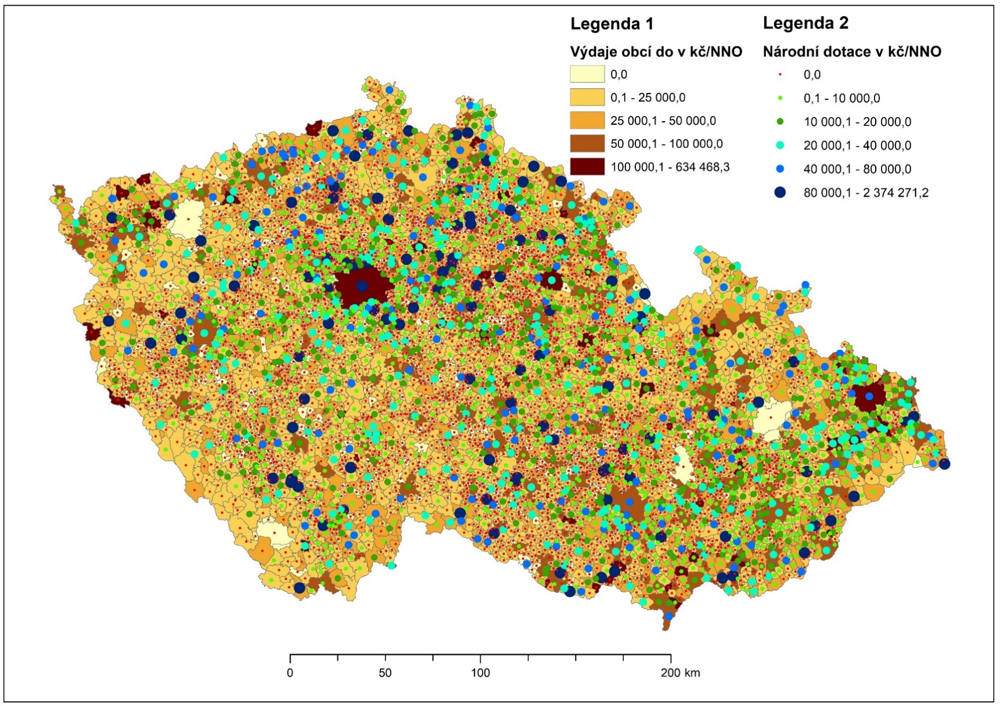 Legenda 1
Výdaje obcí do v kč/NNO
0,0
0,1 - 25 000,0
25 000,1 - 50 000,0
50 000,1 - 100 000,0
100 000,1 - 634 468,3
Legenda 2
Národní dotace v kč/NNO
0,0
0,1 - 10 000,0
10 000,1 - 20 000,0
20 000,1 - 40 000,0
40 000,1 - 80 000,0
80 000,1 - 2 374 271,2
0 50 100 200 km